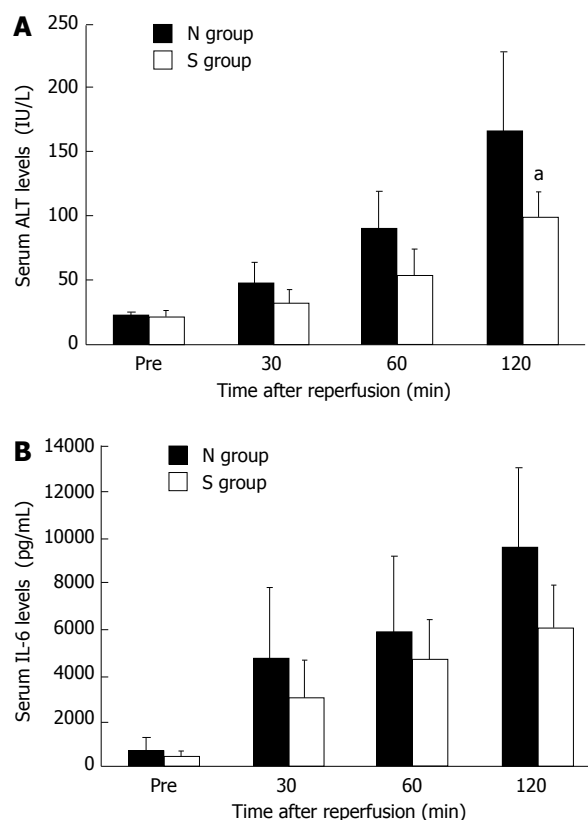 A
N group
S group
Serum ALT levels (IU/L)
250
200
150
100
50
0
a
Pre 30 60 120
Time after reperfusion (min)
B
N group
S group
Serum IL-6 levels (pg/mL)
14000
12000
10000
8000
6000
4000
2000
0
Pre 30 60 120
Time after reperfusion (min)